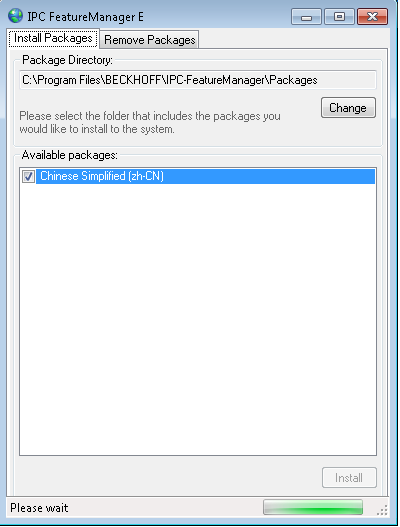 IPC FeatureManager E
Install Packages Remove Packages
Package Directory:
C:\Program Files\BECKHOFF\IPC-FeatureManager\Packages
Change
Please select the folder that includes the packages you
would like to install to the system.
Available packages:
Chinese Simplified (zh-CN)
Install
Please wait